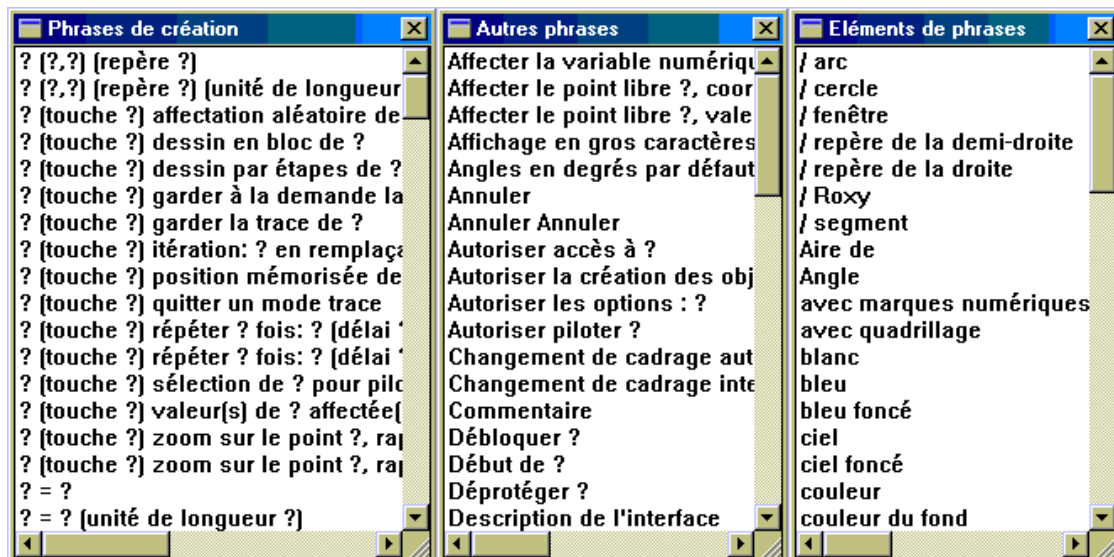 Phrases de création
? (?,?) (repère ?)
? (?,?) (repère ?) (unité de longueur
? (touche ?) affectation aléatoire de
? (touche ?) dessin en bloc de ?
? (touche ?) dessin par étapes de ?
? (touche ?) garder à la demande la
? (touche ?) garder la trace de ?
? (touche ?) itération: ? en remplaça
? (touche ?) position mémorisée de
? (touche ?) quitter un mode trace
? (touche ?) répéter ? fois: ? (délai ?
? (touche ?) répéter ? fois: ? (délai ?
? (touche ?) sélection de ? pour pilo
? (touche ?) valeur(s) de ? affectée(
? (touche ?) zoom sur le point ?, rap
? (touche ?) zoom sur le point ?, rap
? = ?
? = ? (unité de longueur ?)
Autres phrases
Affecter la variable numériqu
Affecter le point libre ?, coor
Affecter le point libre ?, vale
Affichage en gros caractères
Angles en degrés par défaut
Annuler
Annuler Annuler
Autoriser accès à ?
Autoriser la création des obj
Autoriser les options : ?
Autoriser piloter ?
Changement de cadrage aut
Changement de cadrage inte
Commentaire
Débloquer ?
Début de ?
Déprotéger ?
Description de l'interface
Eléments de phrases
/ arc
/ cercle
/ fenêtre
/ repère de la demi-droite
/ repère de la droite
/ Roxy
/ segment
Aire de
Angle
avec marques numériques
avec quadrillage
blanc
bleu
bleu foncé
ciel
ciel foncé
couleur
couleur du fond